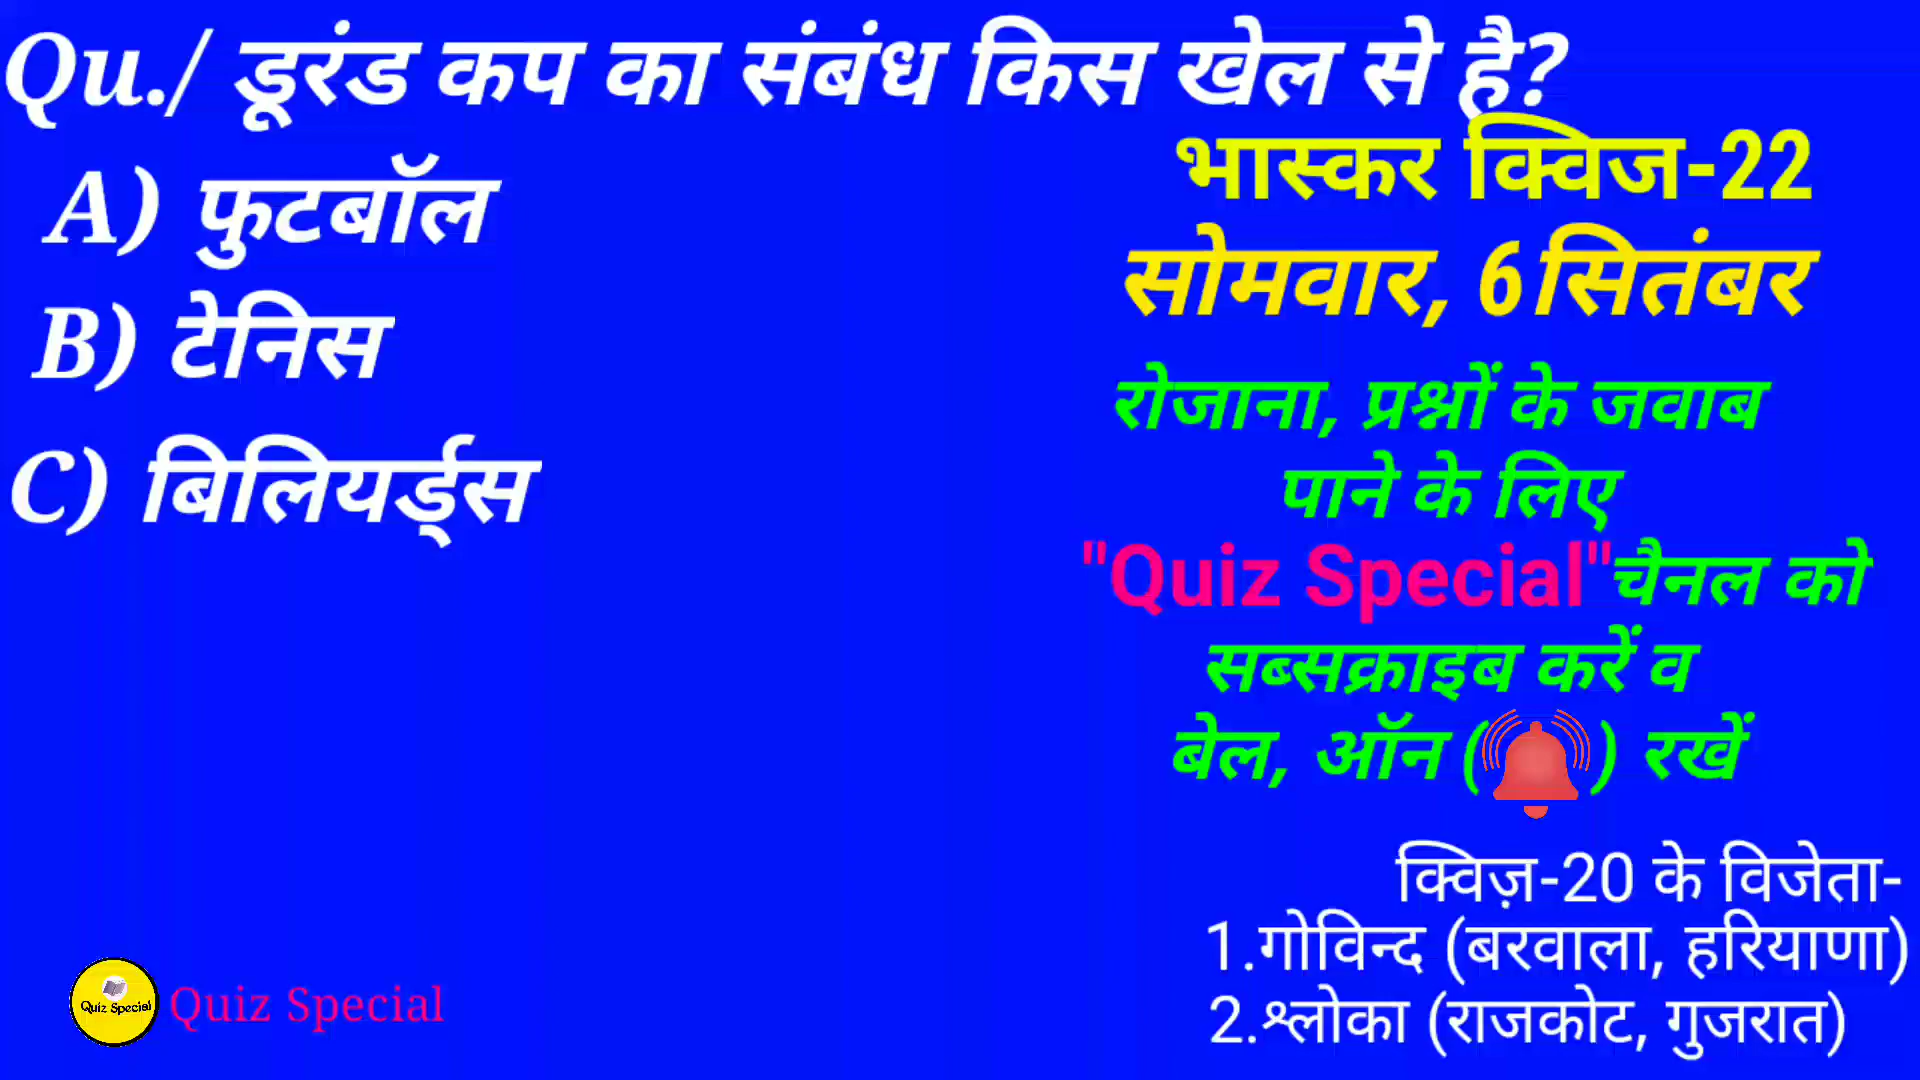 Qu./ डूरंड कप का संबंध किस खेल से है?
A) फुटबॉल
B) टेनिस
C) बिलियर्ड्स
भास्कर क्विज-22
सोमवार, 6 सितंबर
रोजाना, प्रश्नों के जवाब
पाने के लिए
"Quiz Special" चैनल को
सब्सक्राइब करें व
बेल, ऑन ( ) रखें
क्विज़-20 के विजेता-
1.गोविन्द (बरवाला, हरियाणा)
2.श्लोका (राजकोट, गुजरात)
Quiz Special
Quiz Special